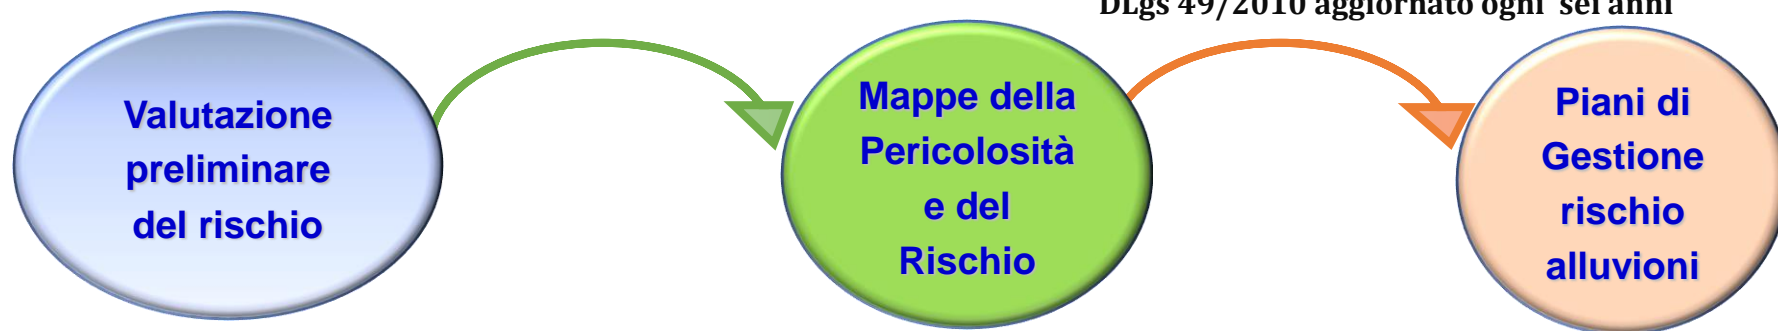 DLgs 49/2010 aggiornato ogni sei anni
Valutazione
preliminare
del rischio
Mappe della
Pericolosità
e del
Rischio
Piani di
Gestione
rischio
alluvioni